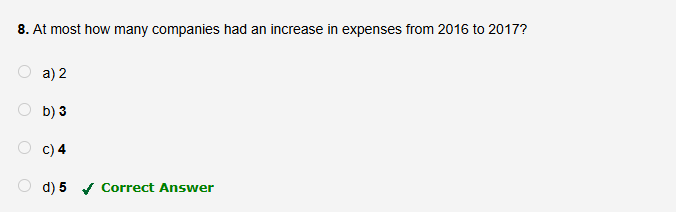 8. At most how many companies had an increase in expenses from 2016 to 2017?
a) 2
b) 3
c) 4
d) 5 ✓ Correct Answer